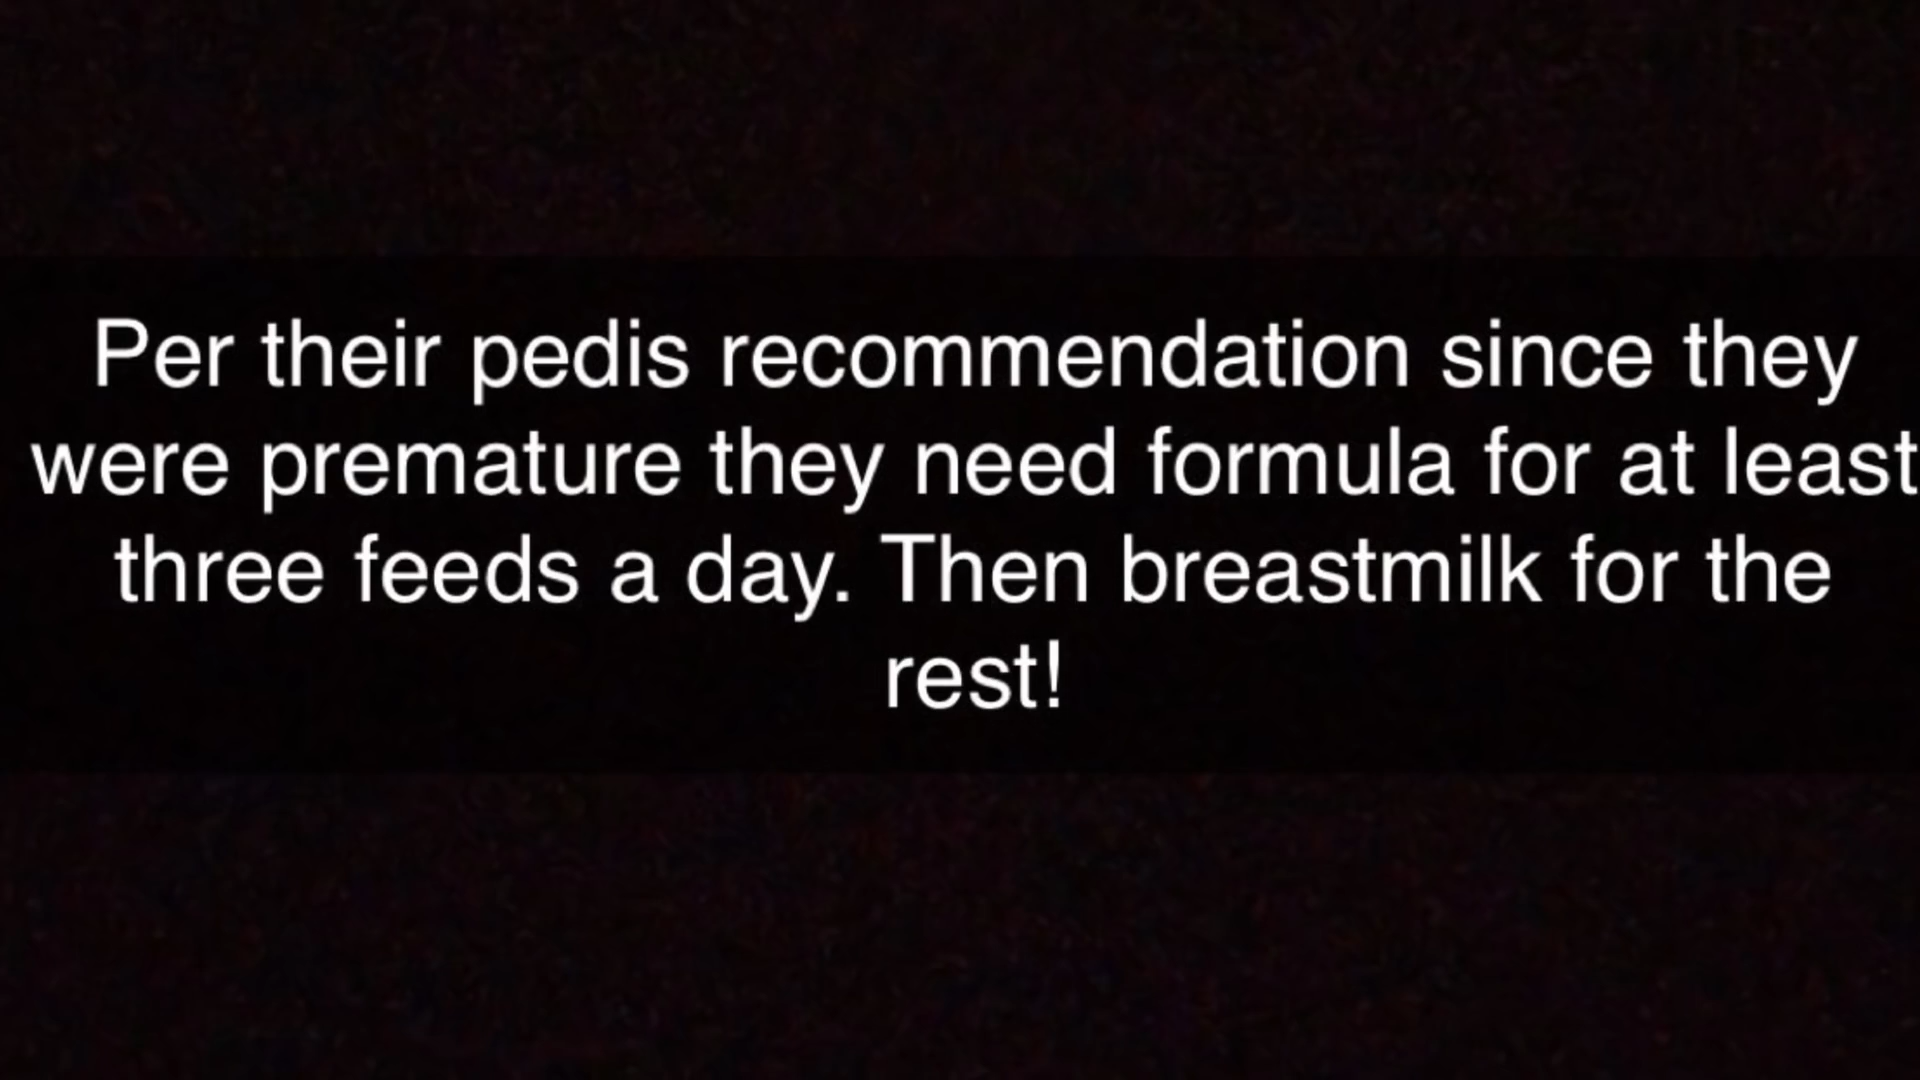 Per their pedis recommendation since they
were premature they need formula for at least
three feeds a day. Then breastmilk for the
rest!